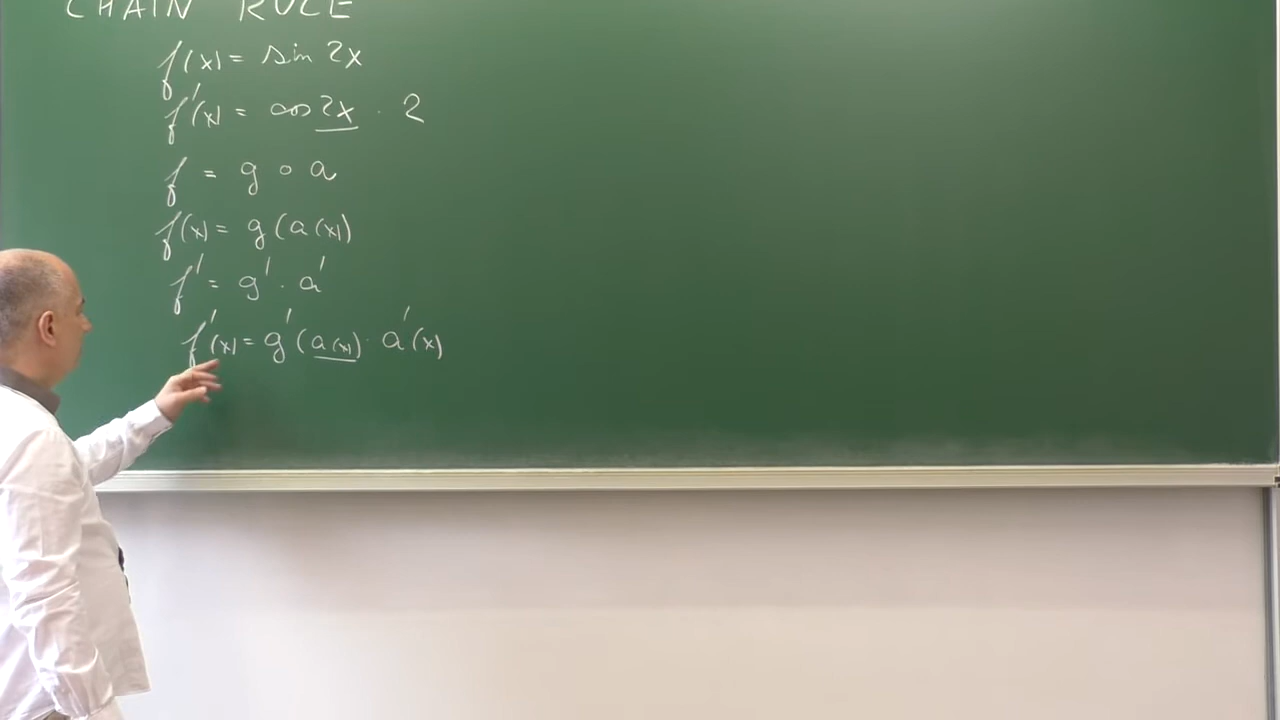 CHAIN RULE
f(x) = sin 2x
f'(x) = cos 2x · 2
f = g ∘ a
f(x) = g(a(x))
f' = g' · a'
f'(x) = g'(a(x)) · a'(x)